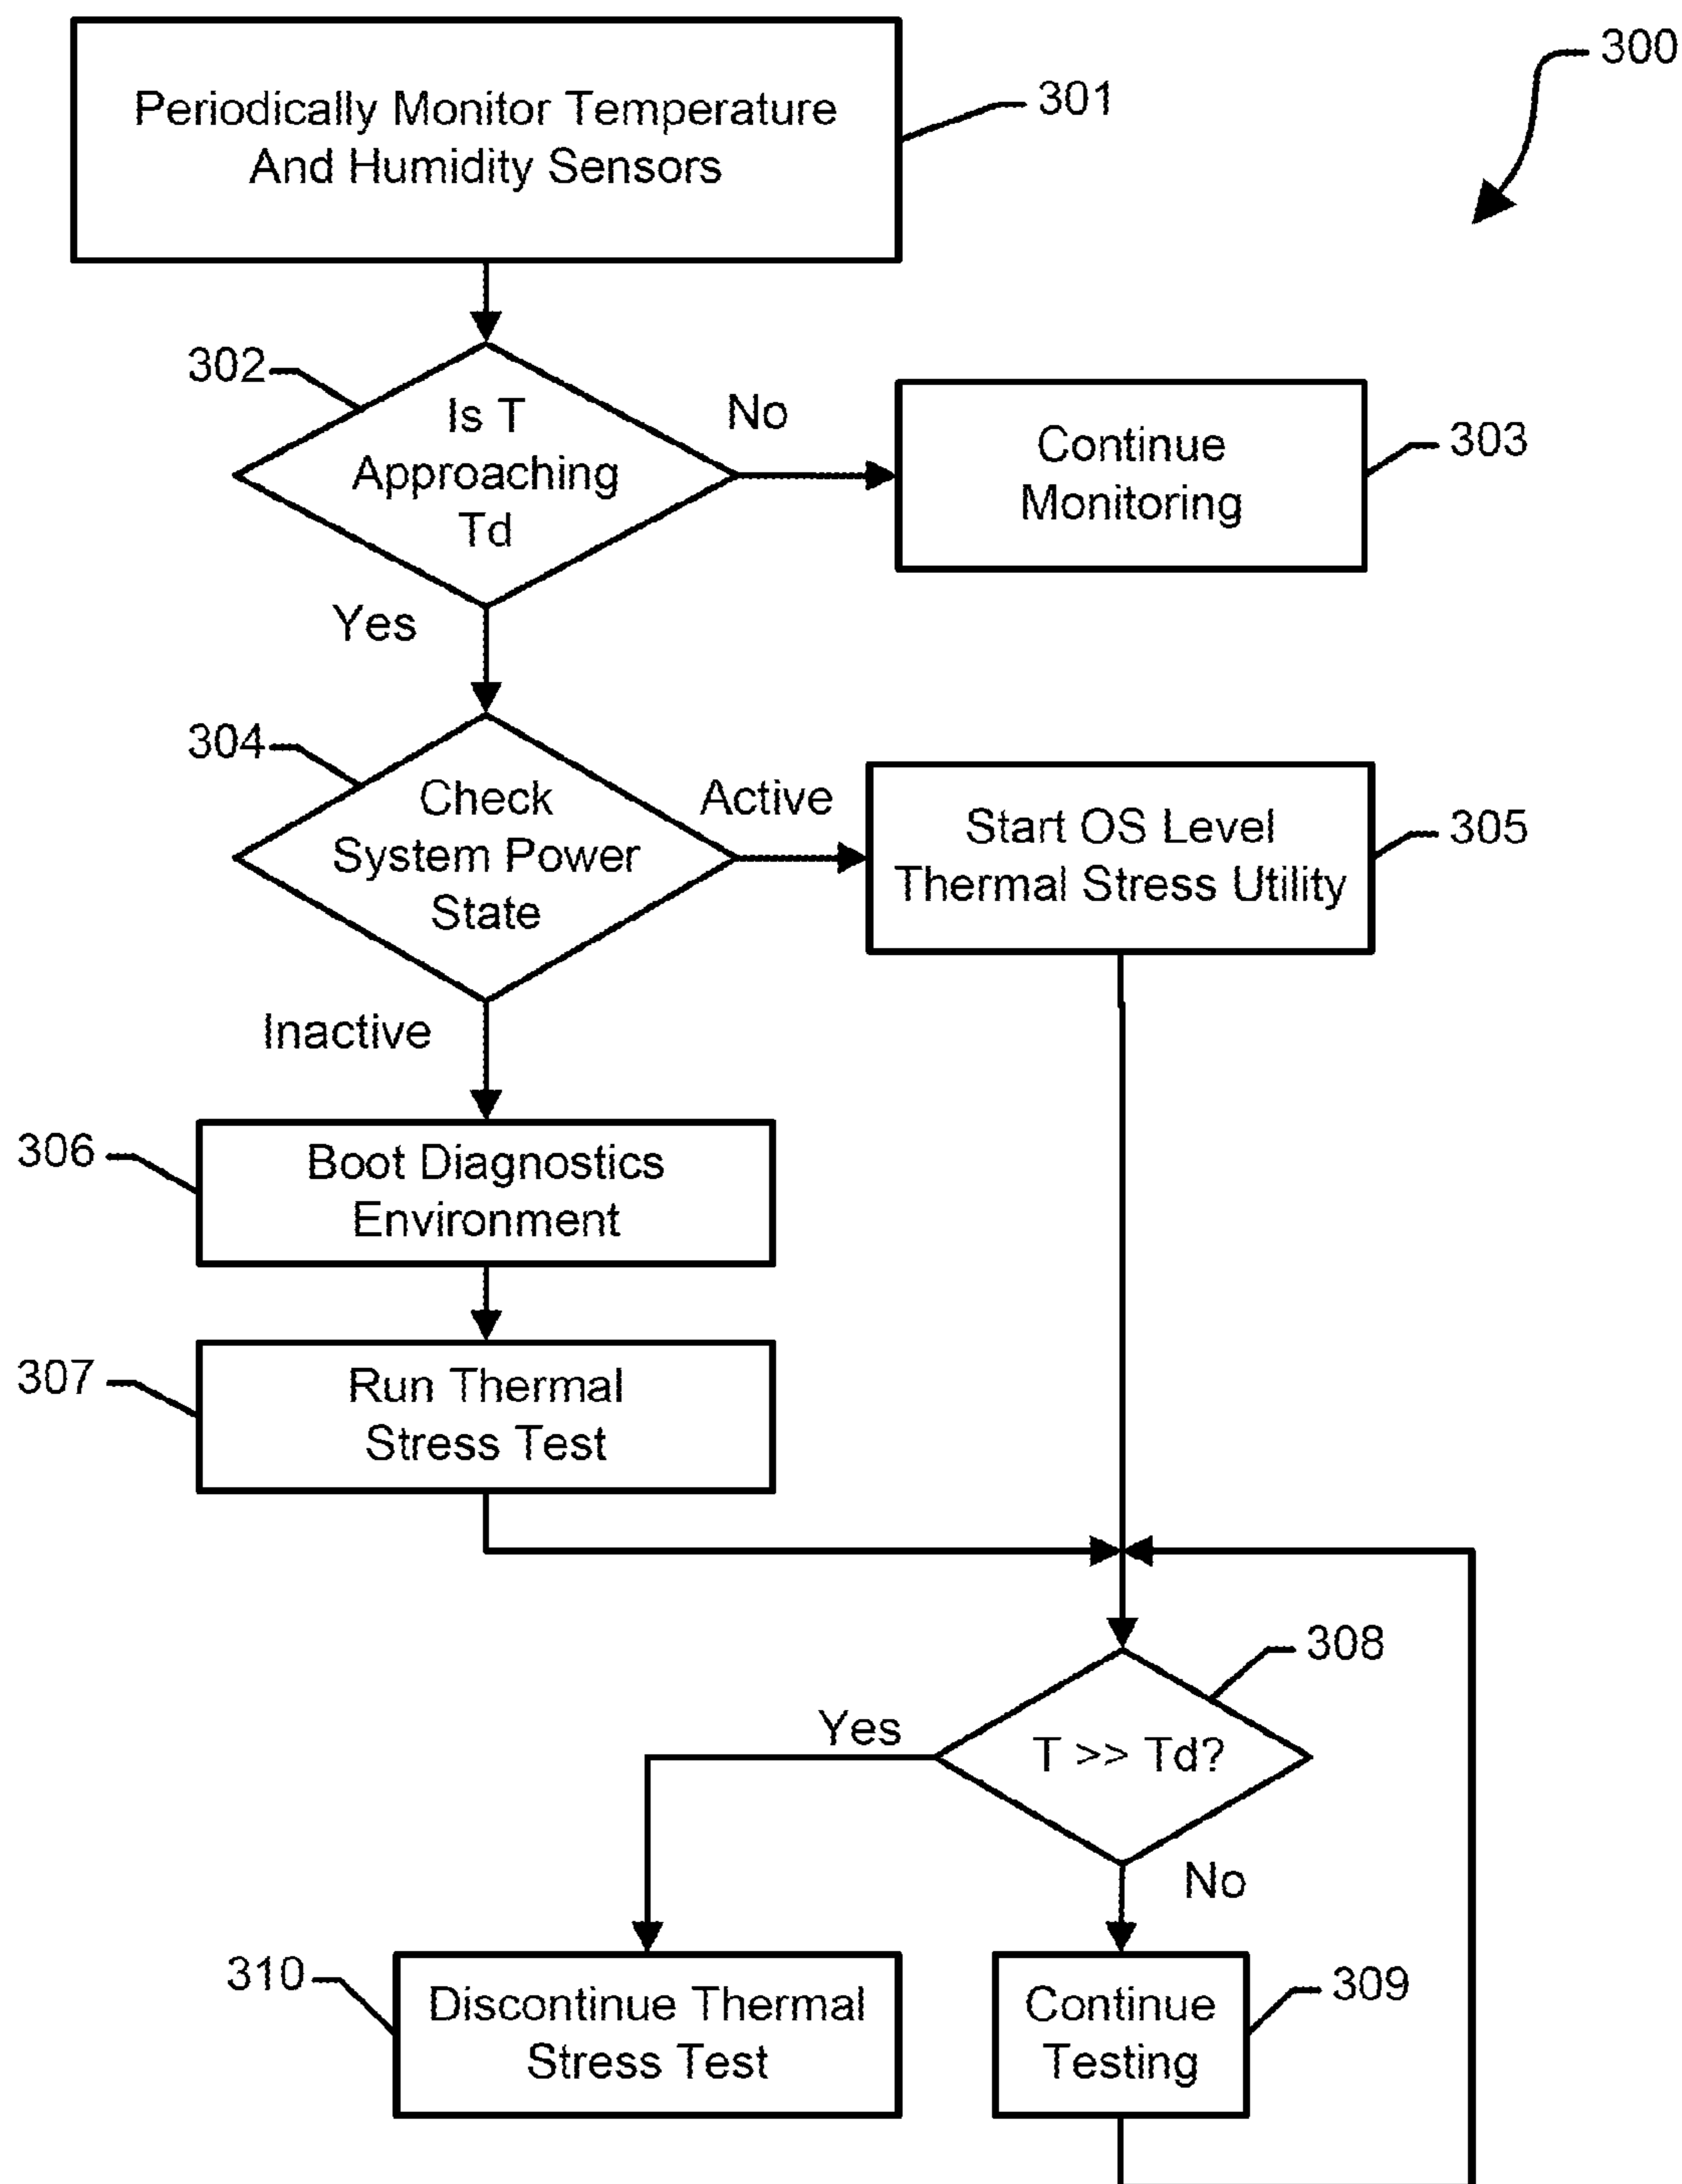 300
Periodically Monitor Temperature
And Humidity Sensors
301
302
Is T
Approaching
Td
No
Continue
Monitoring
303
Yes
304
Check
System Power
State
Active
Start OS Level
Thermal Stress Utility
305
Inactive
306
Boot Diagnostics
Environment
307
Run Thermal
Stress Test
308
Yes
T >> Td?
No
310
Discontinue Thermal
Stress Test
Continue
Testing
309